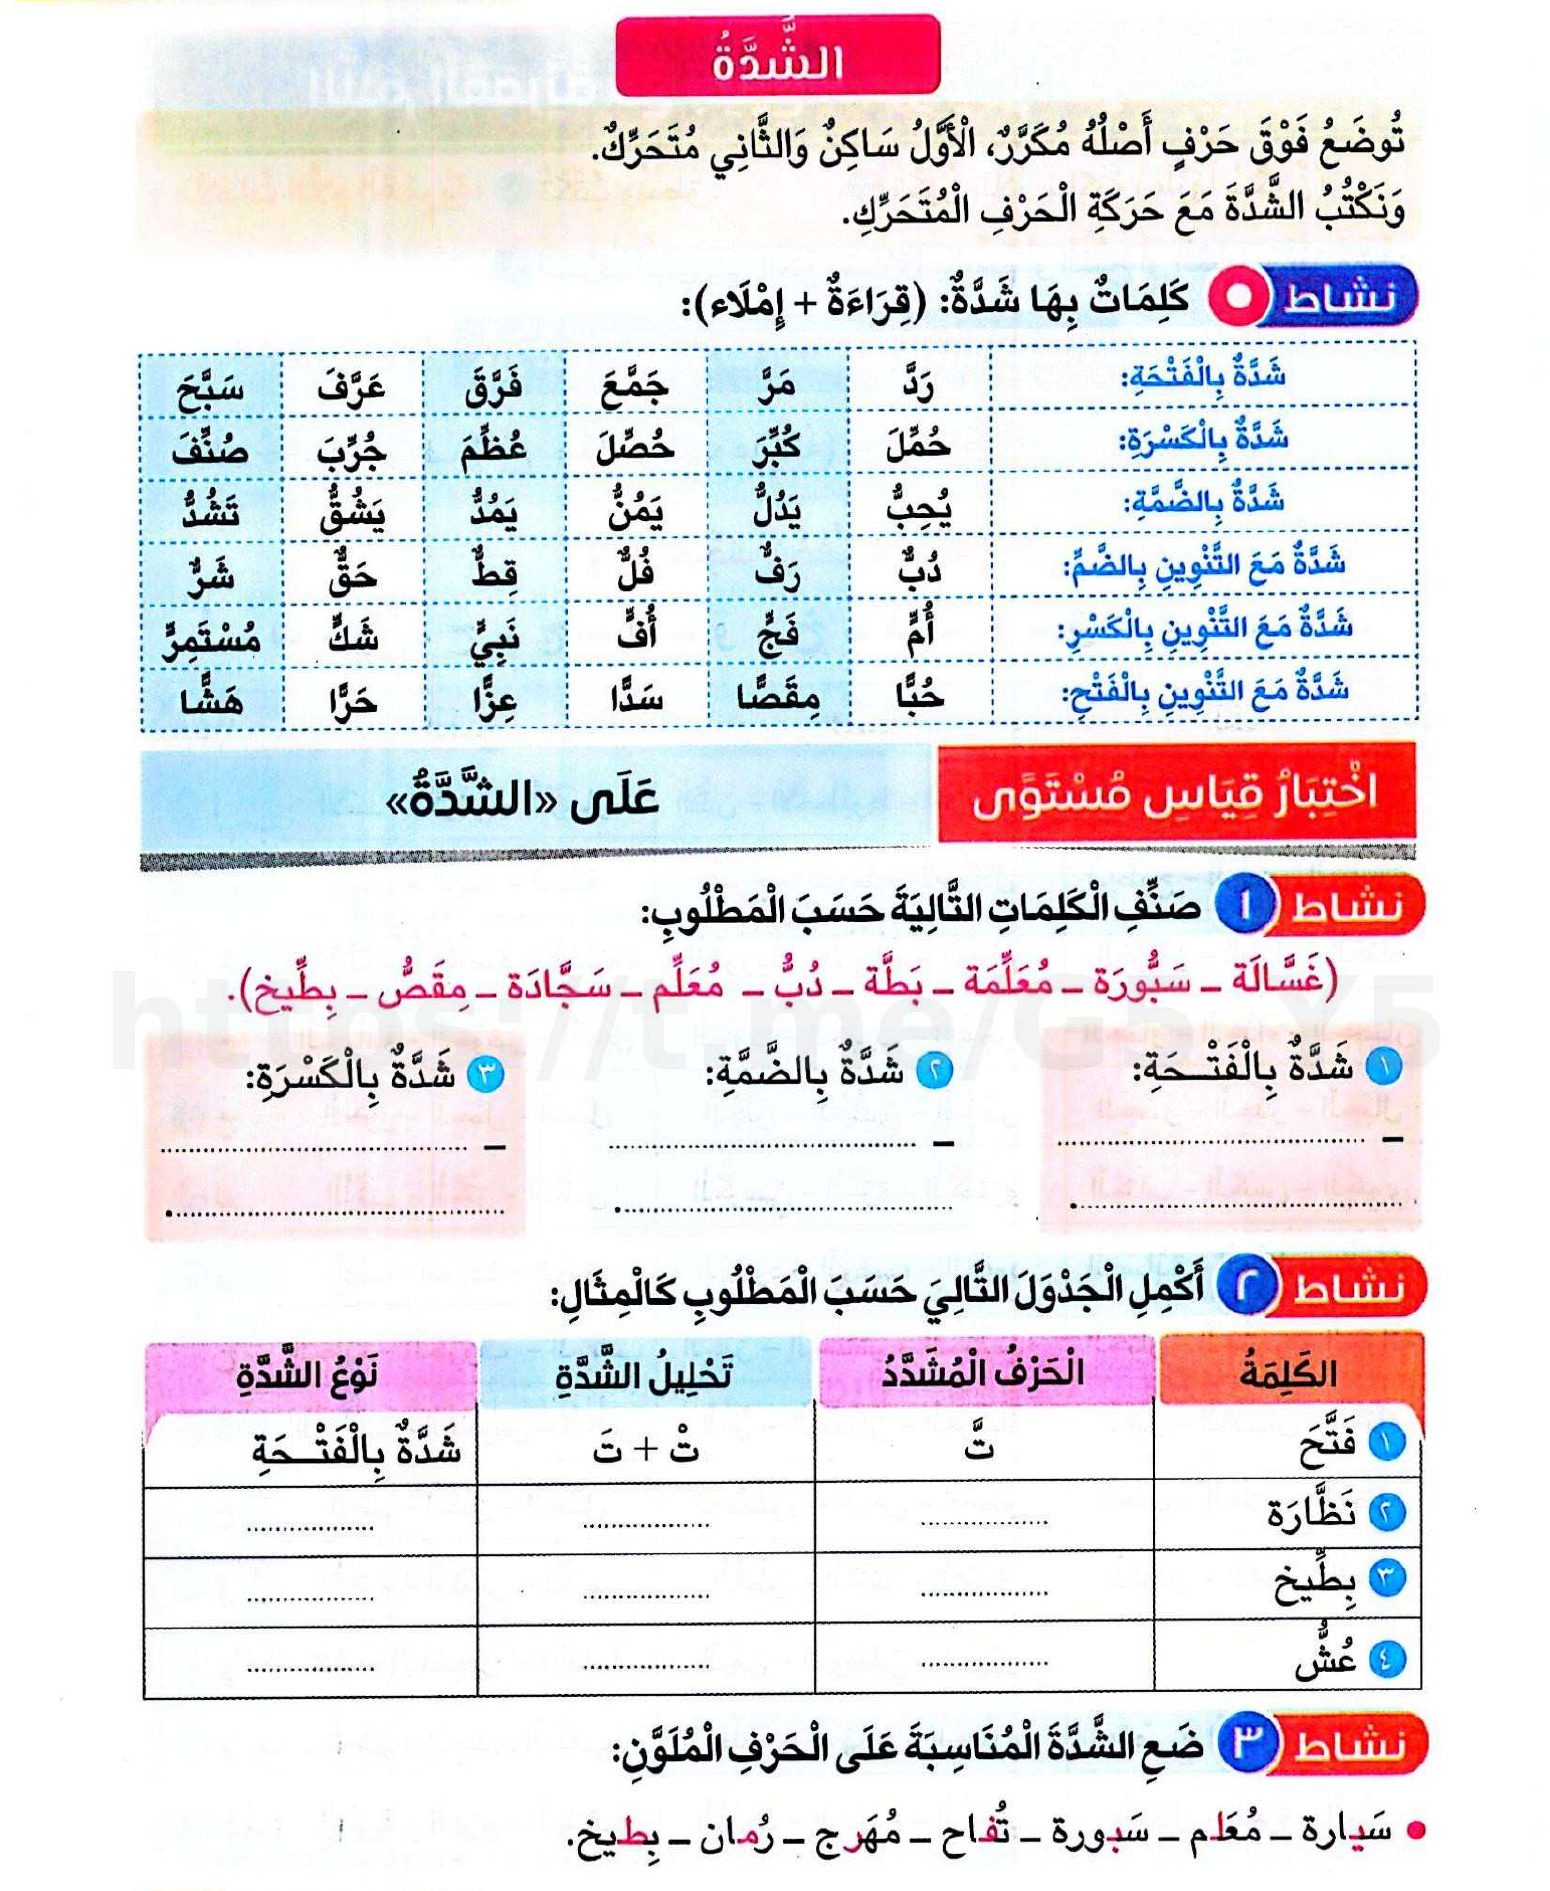 الشَّدَّةُ
تُوضَعُ فَوْقَ حَرْفٍ أَصْلُهُ مُكَرَّرٌ، الْأَوَّلُ سَاكِنٌ وَالثَّانِي مُتَحَرِّكٌ.
وَنَكْتُبُ الشَّدَّةَ مَعَ حَرَكَةِ الْحَرْفِ الْمُتَحَرِّكِ.
نشاط ٥ كَلِمَاتٌ بِهَا شَدَّةٌ: (قِرَاءَةٌ + إِمْلَاء):
شَدَّةٌ بِالْفَتْحَةِ: رَدَّ مَرَّ جَمَّعَ فَرَّقَ عَرَّفَ سَبَّحَ
شَدَّةٌ بِالْكَسْرَةِ: حُمِّلَ كُبِّرَ حُصِّلَ عُظِّمَ جُرِّبَ صُنِّفَ
شَدَّةٌ بِالضَّمَّةِ: يُحِبُّ يَدُلُّ يَمُنُّ يَمُدُّ يَشُقُّ تَشُدُّ
شَدَّةٌ مَعَ التَّنْوِينِ بِالضَّمِّ: دُبٌّ رَفٌّ فُلٌّ قِطٌّ حَقٌّ شَرٌّ
شَدَّةٌ مَعَ التَّنْوِينِ بِالْكَسْرِ: أُمٍّ فَجٍّ أُفٍّ نَبِيٍّ شَكٍّ مُسْتَمِرٍّ
شَدَّةٌ مَعَ التَّنْوِينِ بِالْفَتْحِ: حُبًّا مِقَصًّا سَدًّا عِزًّا حَرًّا هَشًّا
اخْتِبَارُ قِيَاسِ مُسْتَوًى عَلَى «الشَّدَّةُ»
نشاط ١ صَنِّفِ الْكَلِمَاتِ التَّالِيَةَ حَسَبَ الْمَطْلُوبِ:
(غَسَّالَة – سَبُّورَة – مُعَلِّمَة – بَطَّة – دُبُّ – مُعَلِّم – سَجَّادَة – مِقَصُّ – بِطِّيخ).
١ شَدَّةٌ بِالْفَتْـحَةِ: ٢ شَدَّةٌ بِالضَّمَّةِ: ٣ شَدَّةٌ بِالْكَسْرَةِ:
نشاط ٢ أَكْمِلِ الْجَدْوَلَ التَّالِيَ حَسَبَ الْمَطْلُوبِ كَالْمِثَالِ:
الكَلِمَةُ الْحَرْفُ الْمُشَدَّدُ تَحْلِيلُ الشَّدَّةِ نَوْعُ الشَّدَّةِ
١ فَتَّحَ تَّ تْ + تَ شَدَّةٌ بِالْفَتْـحَةِ
٢ نَظَّارَة
٣ بِطِّيخ
٤ عُشُّ
نشاط ٣ ضَعِ الشَّدَّةَ الْمُنَاسِبَةَ عَلَى الْحَرْفِ الْمُلَوَّنِ:
• سَيارة – مُعَلم – سَبورة – تُفاح – مُهَرج – رُمان – بِطيخ.